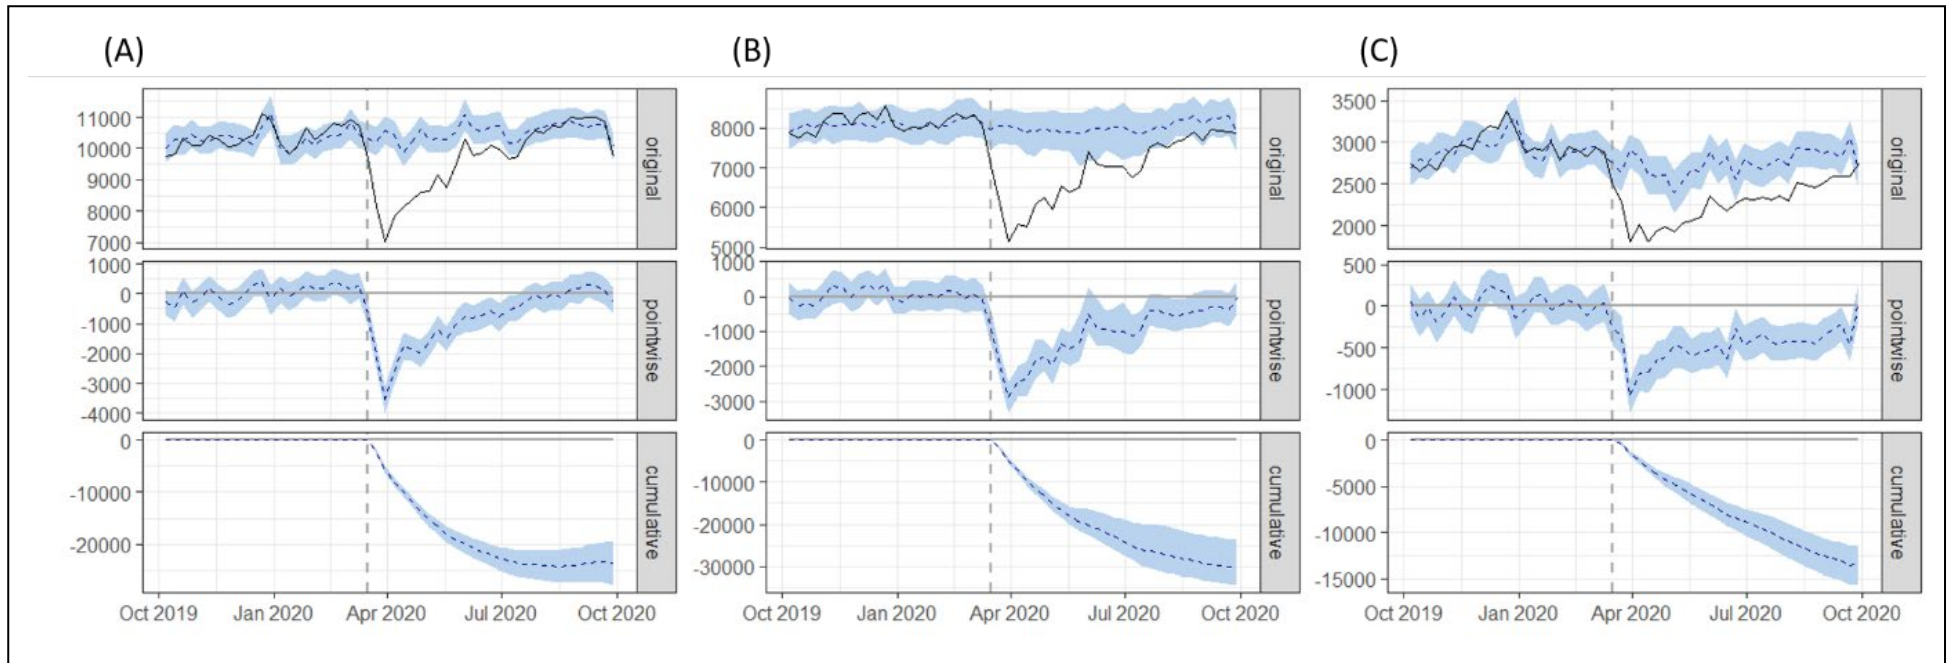 (A)
(B)
(C)
11000
10000
9000
8000
7000
original
1000
0
-1000
-2000
-3000
-4000
pointwise
0
-10000
-20000
cumulative
Oct 2019 Jan 2020 Apr 2020 Jul 2020 Oct 2020
8000
7000
6000
5000
original
1000
0
-1000
-2000
-3000
pointwise
0
-10000
-20000
-30000
cumulative
Oct 2019 Jan 2020 Apr 2020 Jul 2020 Oct 2020
3500
3000
2500
2000
original
500
0
-500
-1000
pointwise
0
-5000
-10000
-15000
cumulative
Oct 2019 Jan 2020 Apr 2020 Jul 2020 Oct 2020